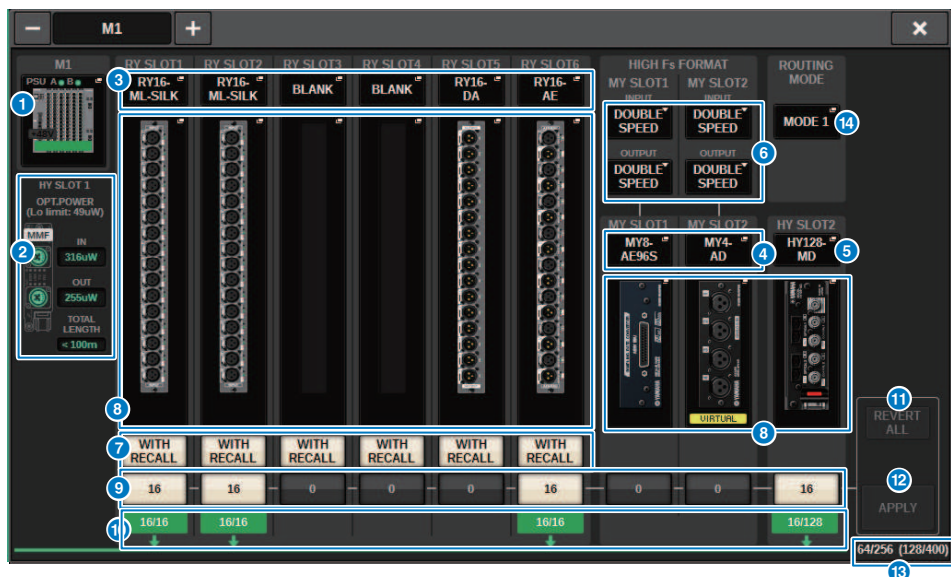 M1
M1
PSU A B
HY SLOT 1
OPT.POWER
(Lo limit: 49uW)
MMF
IN
316uW
OUT
255uW
TOTAL
LENGTH
< 100m
RY SLOT1
RY SLOT2
RY SLOT3
RY SLOT4
RY SLOT5
RY SLOT6
RY16-
ML-SILK
RY16-
ML-SILK
BLANK
BLANK
RY16-
DA
RY16-
AE
HIGH Fs FORMAT
MY SLOT1
MY SLOT2
INPUT
INPUT
DOUBLE
SPEED
DOUBLE
SPEED
OUTPUT
OUTPUT
DOUBLE
SPEED
DOUBLE
SPEED
ROUTING
MODE
MODE 1
MY SLOT1
MY SLOT2
HY SLOT2
MY8-
AE96S
MY4-
AD
HY128-
MD
VIRTUAL
WITH
RECALL
WITH
RECALL
WITH
RECALL
WITH
RECALL
WITH
RECALL
WITH
RECALL
16
16
0
0
0
16
0
0
16
16/16
16/16
16/16
16/128
REVERT
ALL
APPLY
64/256 (128/400)
1
2
3
4
5
6
7
8
8
9
10
11
12
13
14